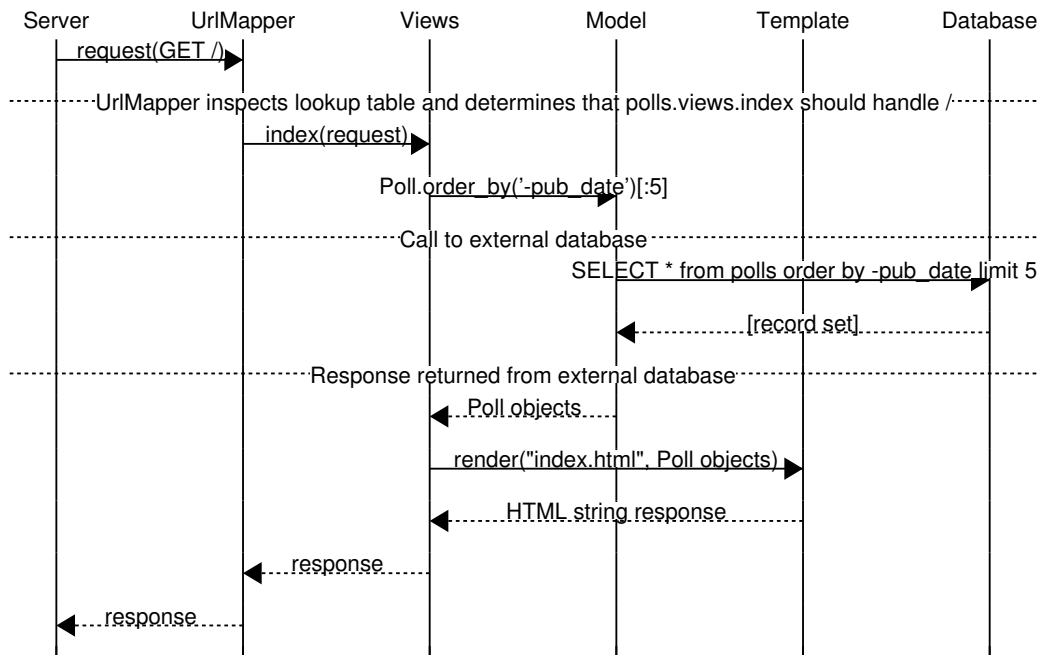 Server UrlMapper Views Model Template Database
request(GET /)
UrlMapper inspects lookup table and determines that polls.views.index should handle /
index(request)
Poll.order_by('-pub_date')[:5]
Call to external database
SELECT * from polls order by -pub_date limit 5
[record set]
Response returned from external database
Poll objects
render("index.html", Poll objects)
HTML string response
response
response